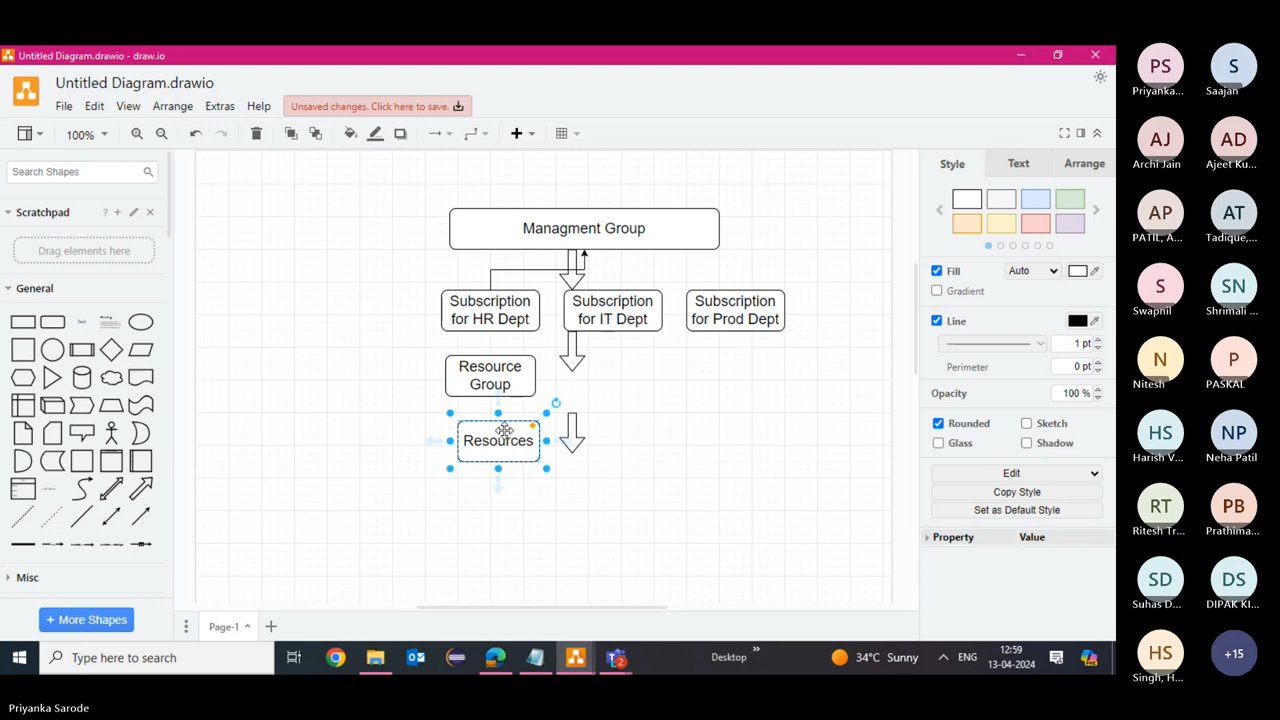 Untitled Diagram.drawio - draw.io
Untitled Diagram.drawio
File Edit View Arrange Extras Help Unsaved changes. Click here to save.
100%
Search Shapes
Scratchpad ?
Drag elements here
General
Text
Heading
Misc
+ More Shapes
Managment Group
Subscription
for HR Dept
Subscription
for IT Dept
Subscription
for Prod Dept
Resource
Group
Resources
Page-1
Style Text Arrange
Fill Auto
Gradient
Line
1 pt
Perimeter 0 pt
Opacity 100 %
Rounded Sketch
Glass Shadow
Edit
Copy Style
Set as Default Style
Property Value
Type here to search
2
Desktop
»
34°C Sunny
ENG
12:59
13-04-2024
PS
Priyanka...
S
Saajan
AJ
Archi Jain
AD
Ajeet Ku...
AP
PATIL, A...
AT
Tadique,...
S
Swapnil
SN
Shrimali ...
N
Nitesh
P
PASKAL
HS
Harish V...
NP
Neha Patil
RT
Ritesh Tr...
PB
Prathima...
SD
Suhas D...
DS
DIPAK KI...
HS
Singh, H...
+15
Priyanka Sarode